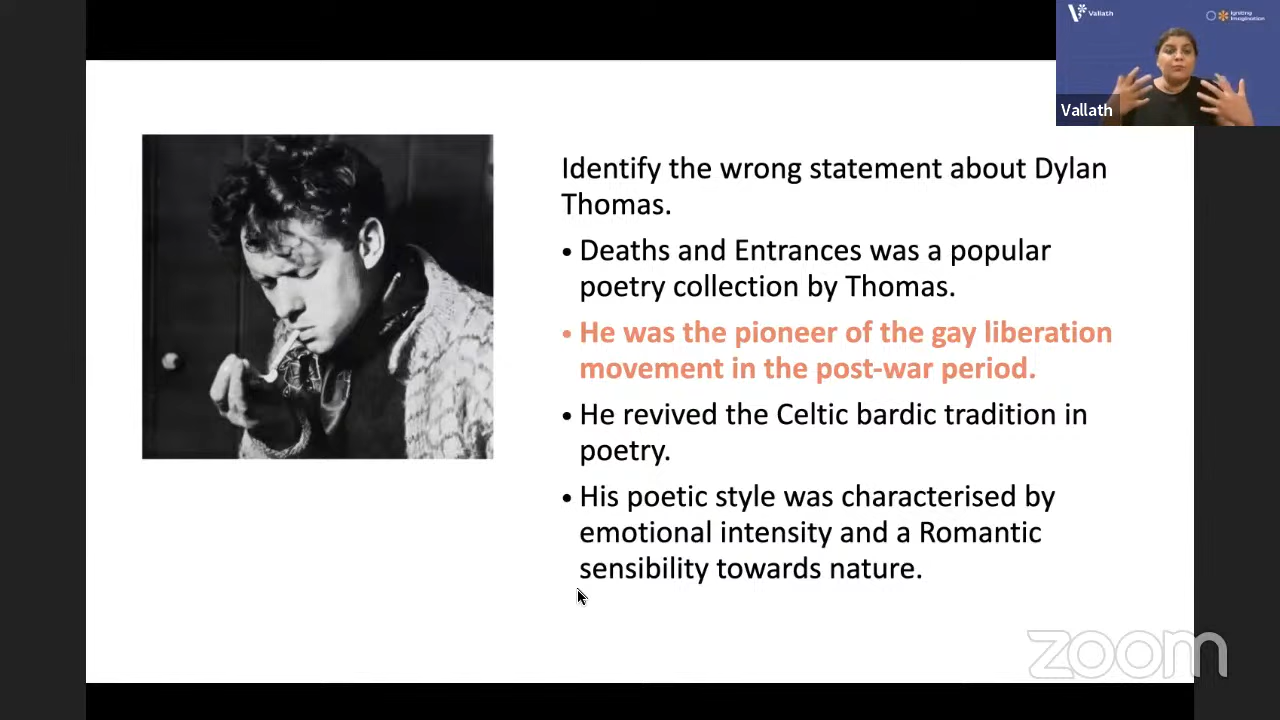 Vallath
Igniting
Imagination
Vallath
Identify the wrong statement about Dylan
Thomas.
• Deaths and Entrances was a popular
poetry collection by Thomas.
• He was the pioneer of the gay liberation
movement in the post-war period.
• He revived the Celtic bardic tradition in
poetry.
• His poetic style was characterised by
emotional intensity and a Romantic
sensibility towards nature.
zoom